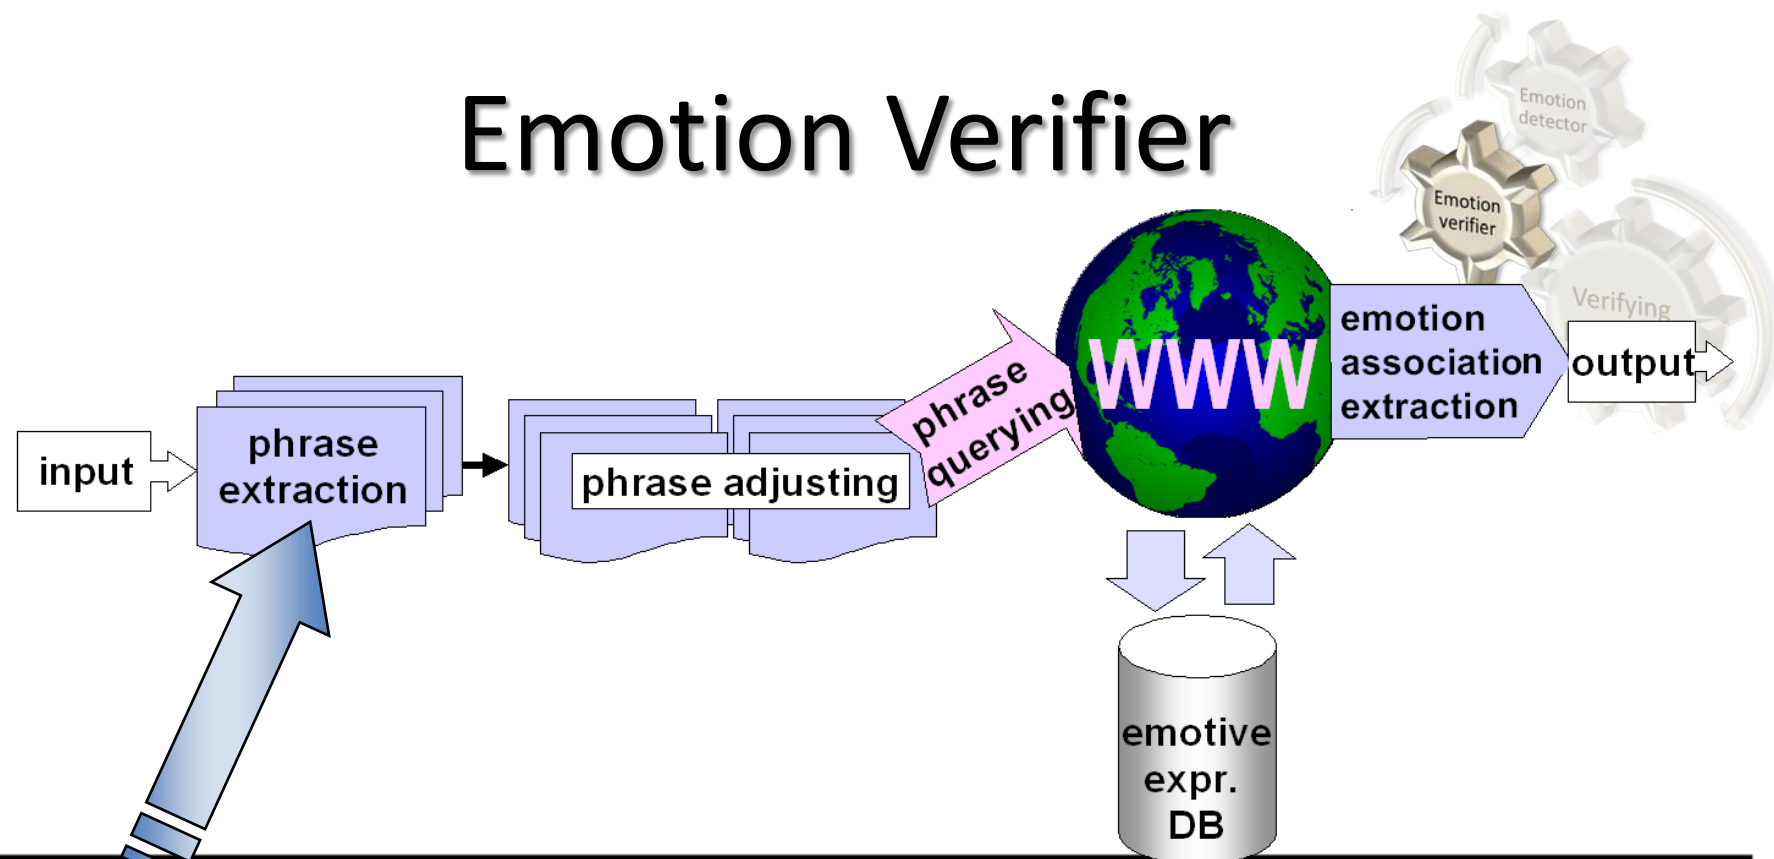 Emotion Verifier
Emotion
detector
Emotion
verifier
Verifying
input
phrase
extraction
phrase adjusting
phrase
querying
WWW
emotion
association
extraction
output
emotive
expr.
DB